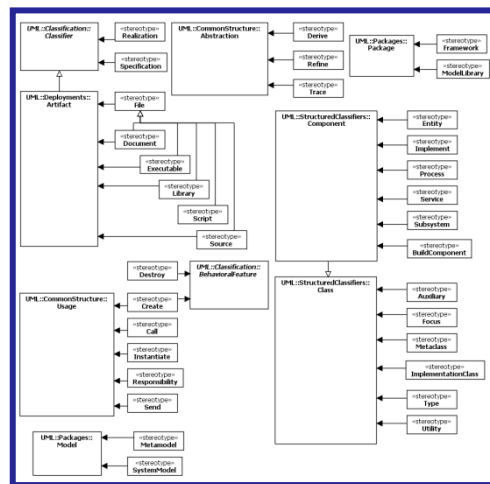 UML::Classification::
Classifier
«stereotype»
Realization
«stereotype»
Specification
UML::CommonStructure::
Abstraction
«stereotype»
Derive
«stereotype»
Refine
«stereotype»
Trace
UML::Packages::
Package
«stereotype»
Framework
«stereotype»
ModelLibrary
UML::Deployments::
Artifact
«stereotype»
File
«stereotype»
Document
«stereotype»
Executable
«stereotype»
Library
«stereotype»
Script
«stereotype»
Source
UML::StructuredClassifiers::
Component
«stereotype»
Entity
«stereotype»
Implement
«stereotype»
Process
«stereotype»
Service
«stereotype»
Subsystem
«stereotype»
BuildComponent
«stereotype»
Destroy
UML::Classification::
BehavioralFeature
UML::CommonStructure::
Usage
«stereotype»
Create
«stereotype»
Call
«stereotype»
Instantiate
«stereotype»
Responsibility
«stereotype»
Send
UML::StructuredClassifiers::
Class
«stereotype»
Auxiliary
«stereotype»
Focus
«stereotype»
Metaclass
«stereotype»
ImplementationClass
«stereotype»
Type
«stereotype»
Utility
UML::Packages::
Model
«stereotype»
Metamodel
«stereotype»
SystemModel